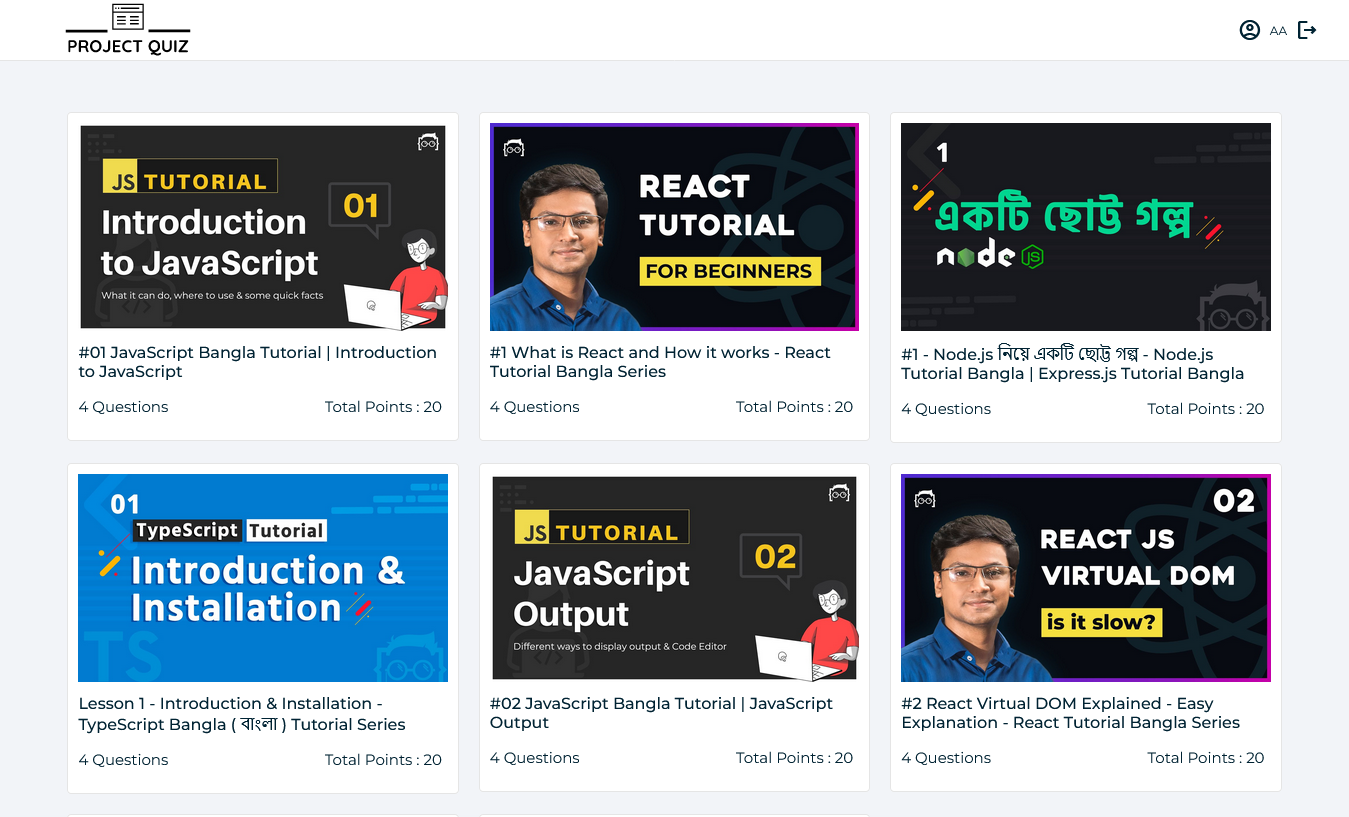 PROJECT QUIZ
AA
JS TUTORIAL
01
Introduction
to JavaScript
What it can do, where to use & some quick facts
#01 JavaScript Bangla Tutorial | Introduction
to JavaScript
4 Questions Total Points : 20
REACT
TUTORIAL
FOR BEGINNERS
#1 What is React and How it works - React
Tutorial Bangla Series
4 Questions Total Points : 20
1
একটি ছোট্ট গল্প
node JS
#1 - Node.js নিয়ে একটি ছোট্ট গল্প - Node.js
Tutorial Bangla | Express.js Tutorial Bangla
4 Questions Total Points : 20
01
TypeScript Tutorial
Introduction &
Installation
TS
Lesson 1 - Introduction & Installation -
TypeScript Bangla ( বাংলা ) Tutorial Series
4 Questions Total Points : 20
JS TUTORIAL
02
JavaScript
Output
Different ways to display output & Code Editor
#02 JavaScript Bangla Tutorial | JavaScript
Output
4 Questions Total Points : 20
02
REACT JS
VIRTUAL DOM
is it slow?
#2 React Virtual DOM Explained - Easy
Explanation - React Tutorial Bangla Series
4 Questions Total Points : 20